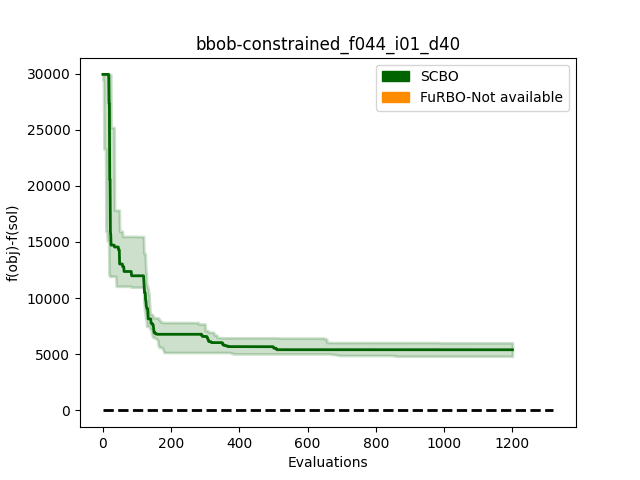 bbob-constrained_f044_i01_d40
SCBO
FuRBO-Not available
30000
25000
20000
15000
10000
5000
0
f(obj)-f(sol)
0 200 400 600 800 1000 1200
Evaluations